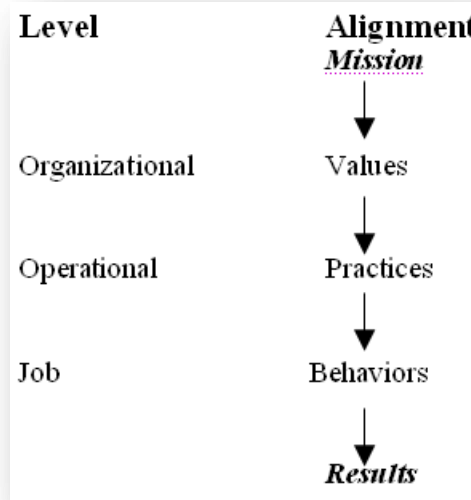 Level Alignment
Mission
Organizational Values
Operational Practices
Job Behaviors
Results